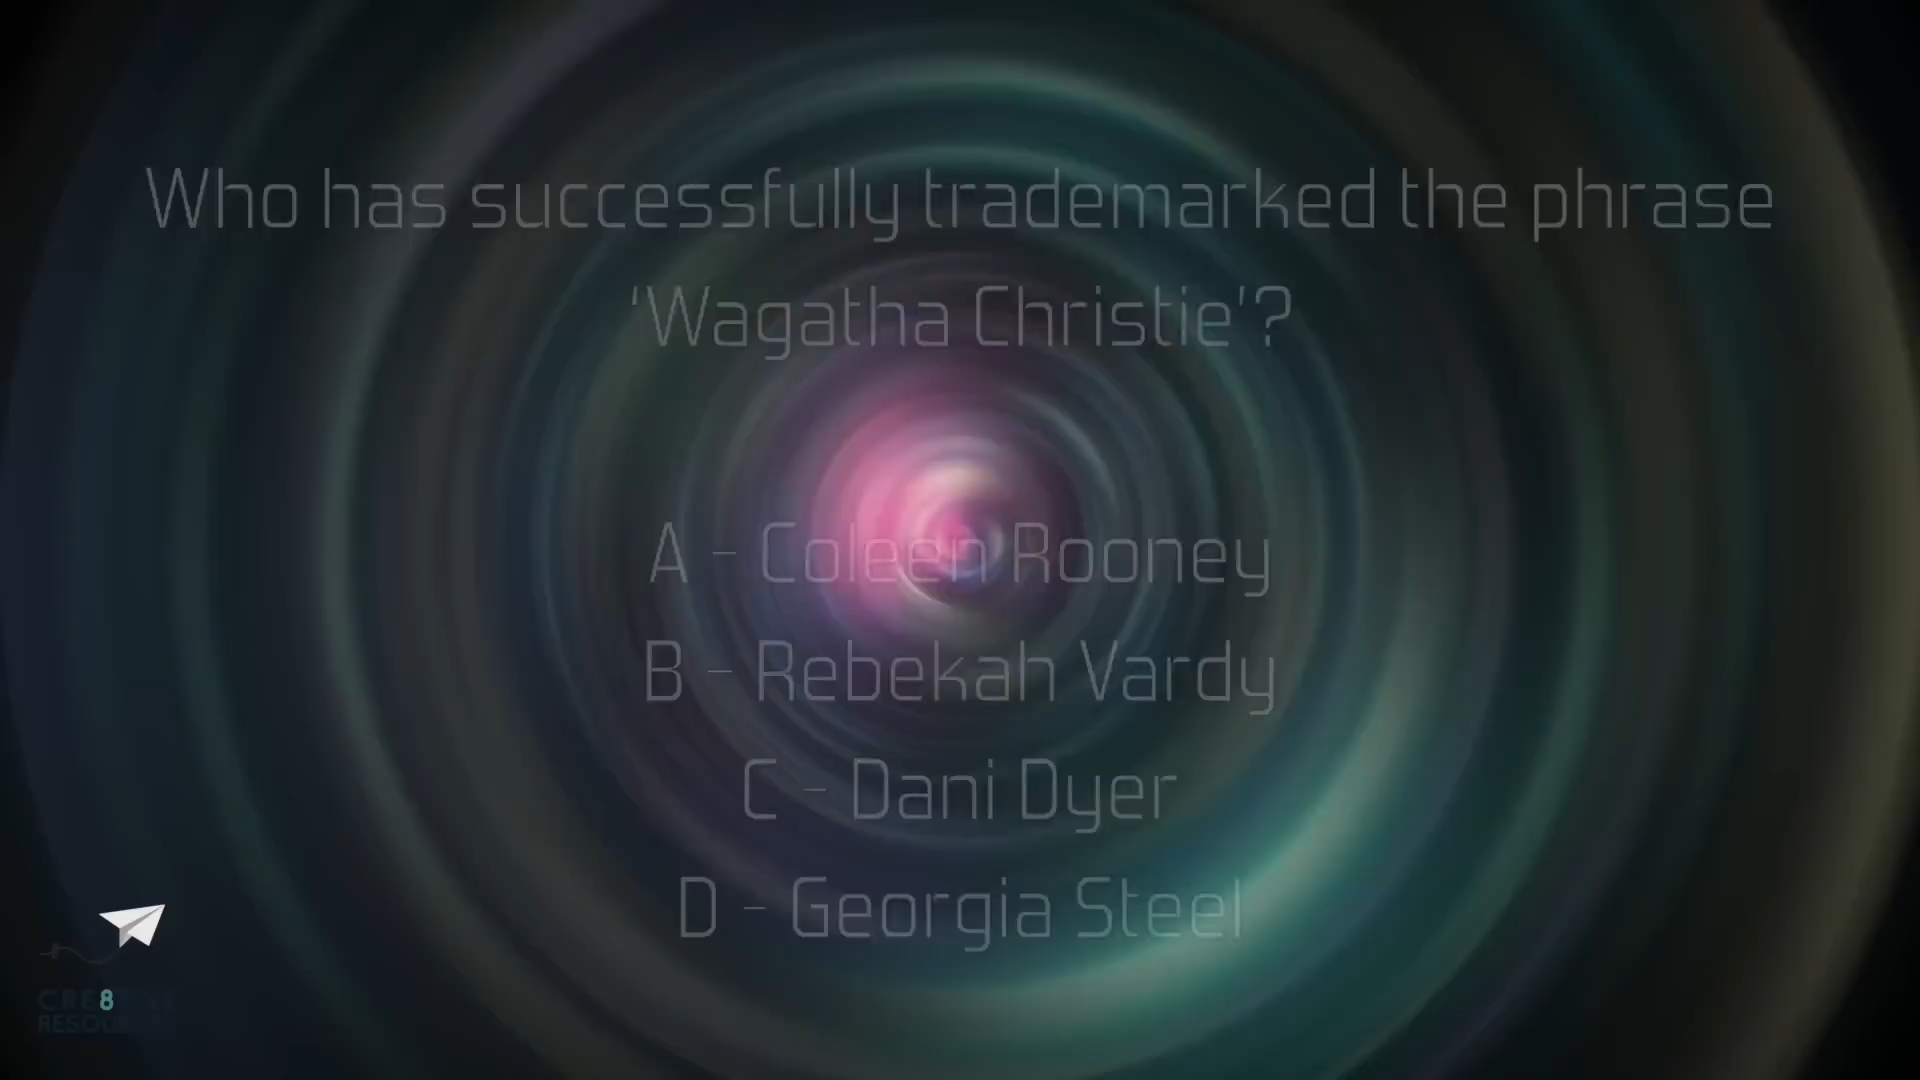 Who has successfully trademarked the phrase
‘Wagatha Christie’?
A - Coleen Rooney
B - Rebekah Vardy
C - Dani Dyer
D - Georgia Steel